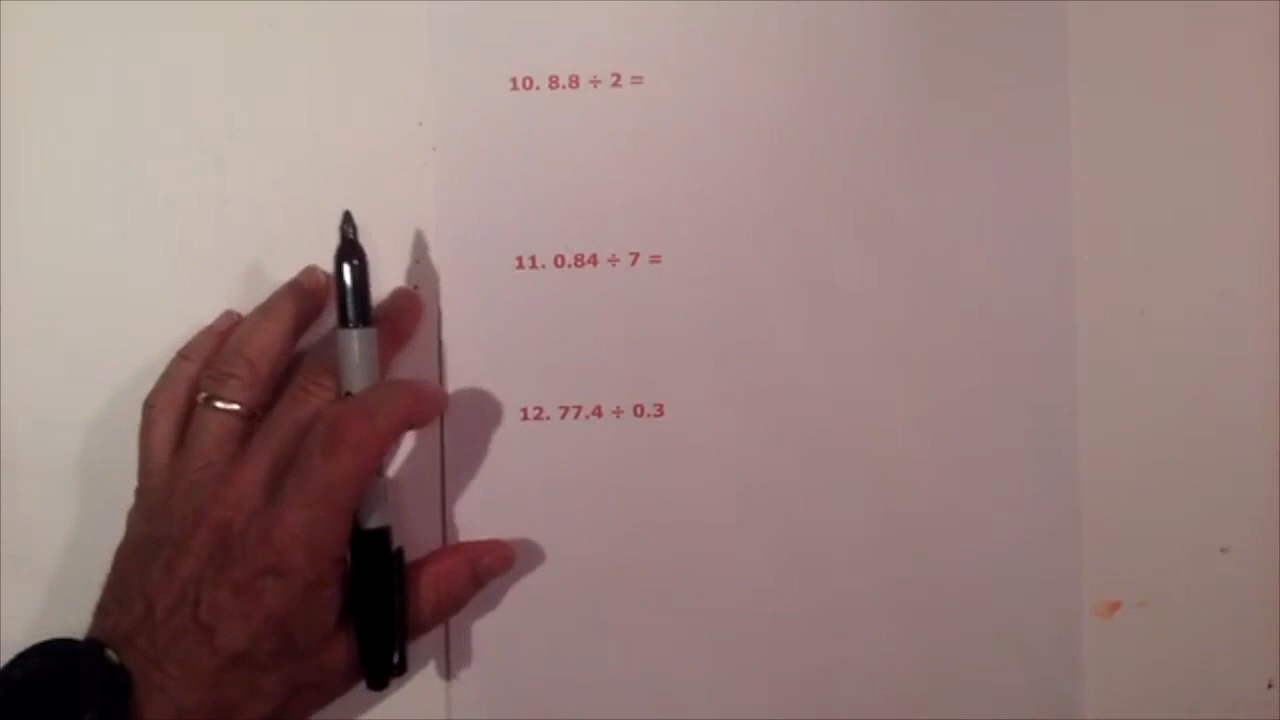 10. 8.8 ÷ 2 =
11. 0.84 ÷ 7 =
12. 77.4 ÷ 0.3